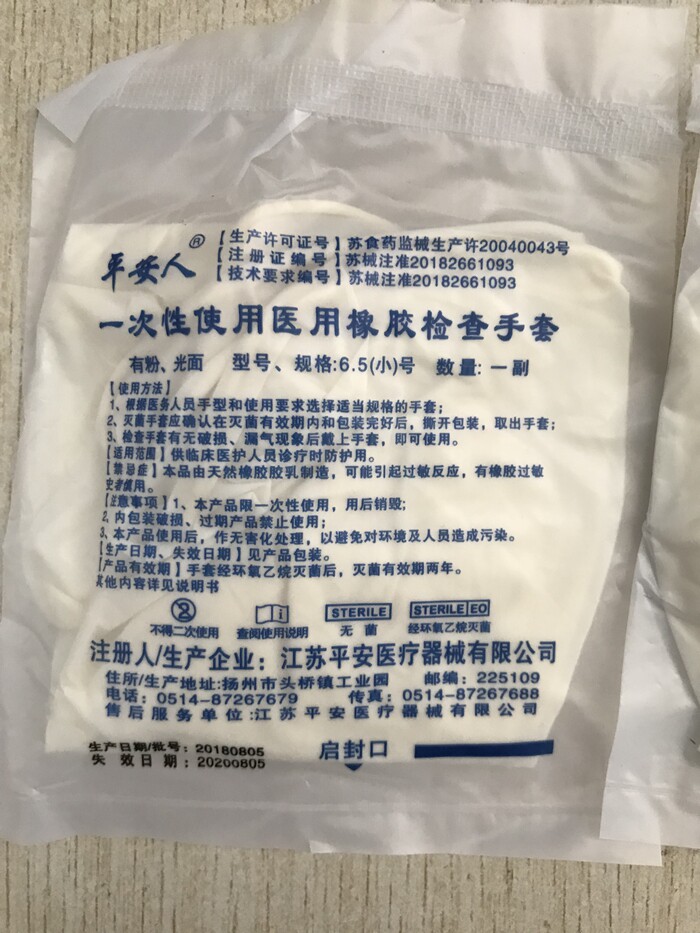 平安人®
【生产许可证号】苏食药监械生产许20040043号
【注册证编号】苏械注准20182661093
【技术要求编号】苏械注准20182661093
一次性使用医用橡胶检查手套
有粉、光面 型号、规格:6.5(小)号 数量:一副
【使用方法】
1、根据医务人员手型和使用要求选择适当规格的手套；
2、灭菌手套应确认在灭菌有效期内和包装完好后，撕开包装，取出手套；
3、检查手套有无破损、漏气现象后戴上手套，即可使用。
【适用范围】供临床医护人员诊疗时防护用。
【禁忌症】本品由天然橡胶胶乳制造，可能引起过敏反应，有橡胶过敏
史者慎用。
【注意事项】1、本产品限一次性使用，用后销毁；
2、内包装破损、过期产品禁止使用；
3、本产品使用后，作无害化处理，以避免对环境及人员造成污染。
【生产日期、失效日期】见产品包装。
【产品有效期】手套经环氧乙烷灭菌后，灭菌有效期两年。
其他内容详见说明书
2 i STERILE STERILE EO
不得二次使用 查阅使用说明 无菌 经环氧乙烷灭菌
注册人/生产企业：江苏平安医疗器械有限公司
住所/生产地址:扬州市头桥镇工业园 邮编：225109
电话：0514-87267679 传真：0514-87267688
售后服务单位:江苏平安医疗器械有限公司
生产日期/批号：20180805
失效日期：20200805
启封口